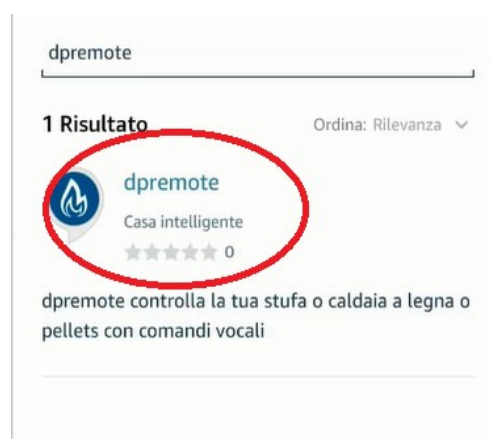 dpremote
1 Risultato
Ordina: Rilevanza
dpremote
Casa intelligente
0
dpremote controlla la tua stufa o caldaia a legna o
pellets con comandi vocali